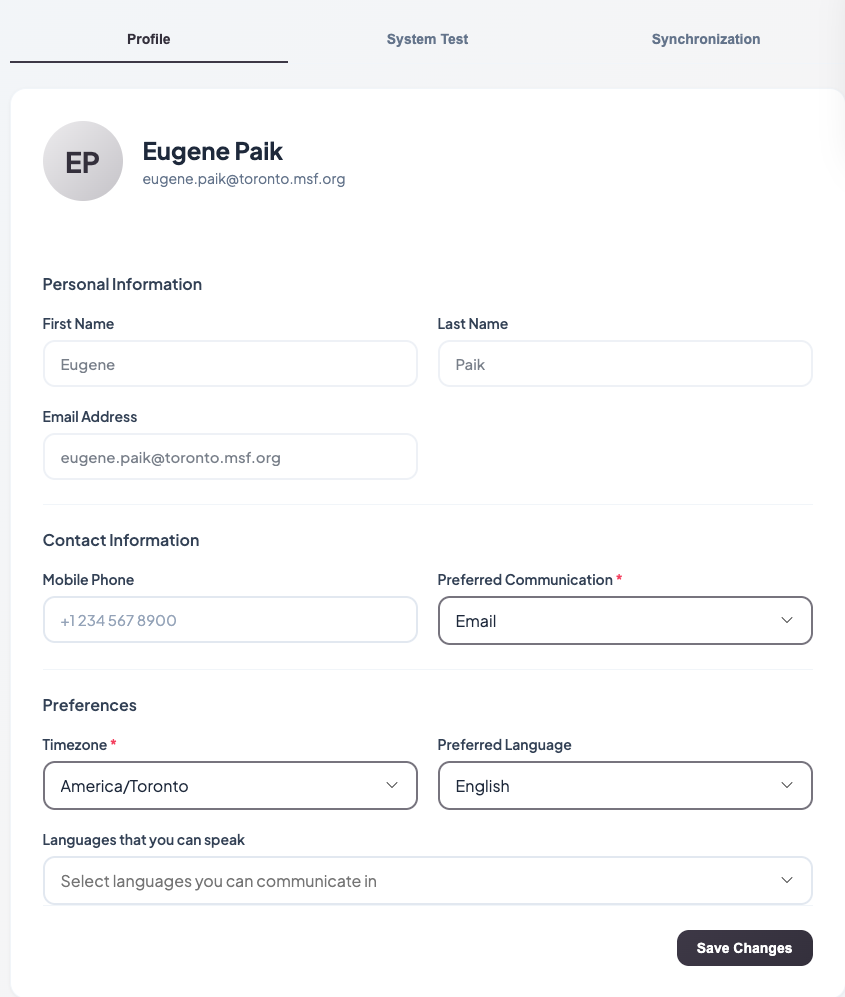 Profile
System Test
Synchronization
EP
Eugene Paik
eugene.paik@toronto.msf.org
Personal Information
First Name
Last Name
Eugene
Paik
Email Address
eugene.paik@toronto.msf.org
Contact Information
Mobile Phone
Preferred Communication *
+1 234 567 8900
Email
Preferences
Timezone *
Preferred Language
America/Toronto
English
Languages that you can speak
Select languages you can communicate in
Save Changes